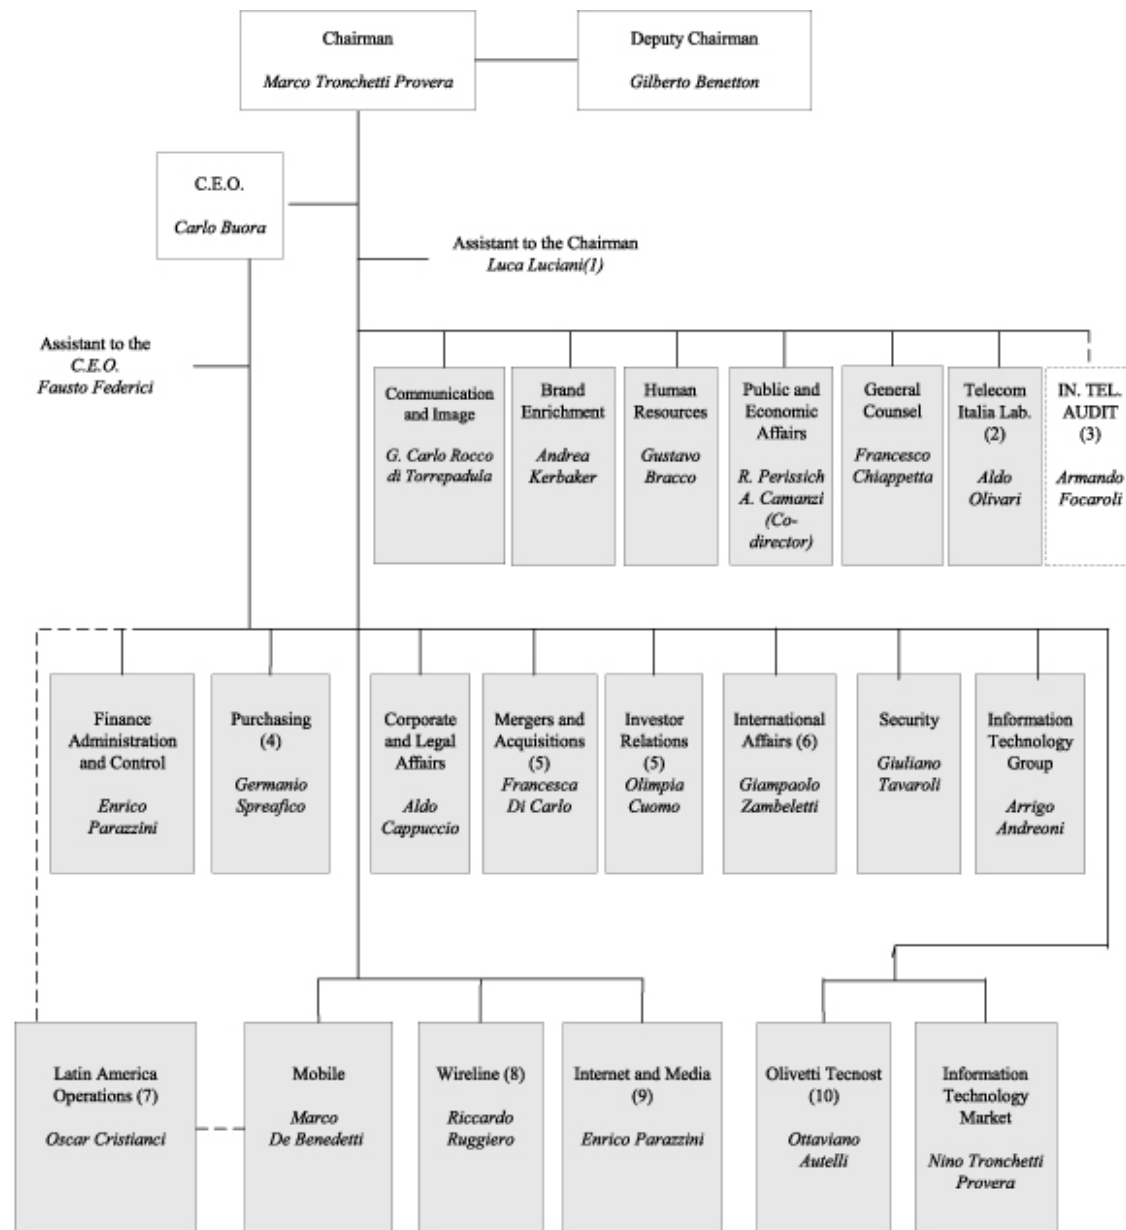 Chairman
Marco Tronchetti Provera
Deputy Chairman
Gilberto Benetton
C.E.O.
Carlo Buora
Assistant to the Chairman
Luca Luciani(1)
Assistant to the
C.E.O.
Fausto Federici
Communication
and Image
G. Carlo Rocco
di Torrepadula
Brand
Enrichment
Andrea
Kerbaker
Human
Resources
Gustavo
Bracco
Public and
Economic
Affairs
R. Perissich
A. Camanzi
(Co-
director)
General
Counsel
Francesco
Chiappetta
Telecom
Italia Lab.
(2)
Aldo
Olivari
IN. TEL.
AUDIT
(3)
Armando
Focaroli
Finance
Administration
and Control
Enrico
Parazzini
Purchasing
(4)
Germanio
Spreafico
Corporate
and Legal
Affairs
Aldo
Cappuccio
Mergers and
Acquisitions
(5)
Francesca
Di Carlo
Investor
Relations
(5)
Olimpia
Cuomo
International
Affairs (6)
Giampaolo
Zambeletti
Security
Giuliano
Tavaroli
Information
Technology
Group
Arrigo
Andreoni
Latin America
Operations (7)
Oscar Cristianci
Mobile
Marco
De Benedetti
Wireline (8)
Riccardo
Ruggiero
Internet and Media
(9)
Enrico Parazzini
Olivetti Tecnost
(10)
Ottaviano
Autelli
Information
Technology
Market
Nino Tronchetti
Provera